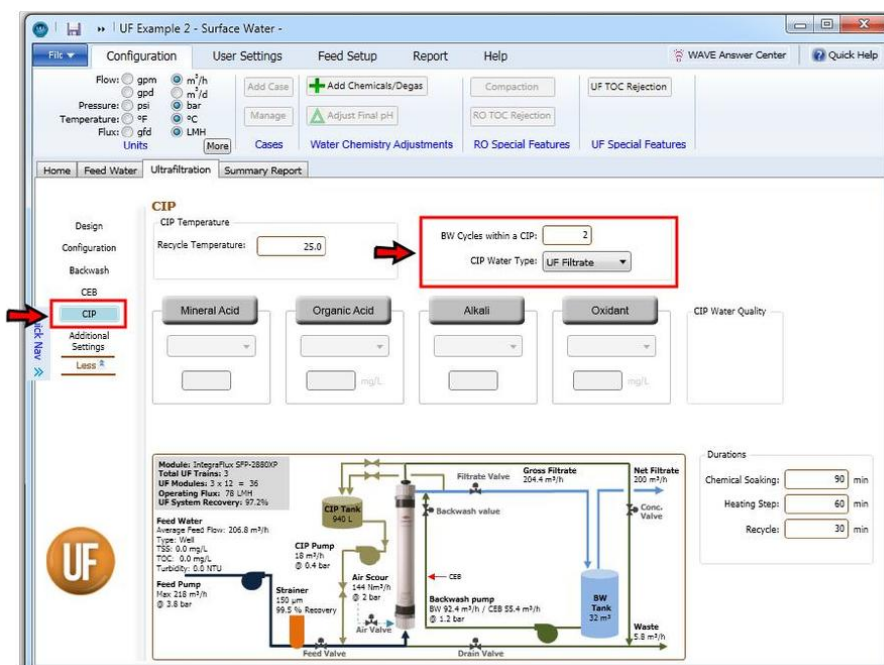 UF Example 2 - Surface Water -
File Configuration User Settings Feed Setup Report Help WAVE Answer Center Quick Help
Flow: gpm m³/h
gpd m³/d
Pressure: psi bar
Temperature: ºF ºC
Flux: gfd LMH
Units More
Add Case
Manage
Cases
Add Chemicals/Degas
Adjust Final pH
Water Chemistry Adjustments
Compaction
RO TOC Rejection
RO Special Features
UF TOC Rejection
UF Special Features
Home Feed Water Ultrafiltration Summary Report
Design
Configuration
Backwash
CEB
CIP
Additional
Settings
Less
ick Nav
CIP
CIP Temperature
Recycle Temperature: 25.0
BW Cycles within a CIP: 2
CIP Water Type: UF Filtrate
Mineral Acid Organic Acid Alkali Oxidant CIP Water Quality
mg/L mg/L
Module: IntegraFlux SFP-2880XP
Total UF Trains: 3
UF Modules: 3 x 12 = 36
Operating Flux: 78 LMH
UF System Recovery: 97.2%
Feed Water
Average Feed Flow: 206.8 m³/h
Type: Well
TSS: 0.0 mg/L
TOC: 0.0 mg/L
Turbidity: 0.0 NTU
Feed Pump
Max 218 m³/h
@ 3.8 bar
Strainer
150 µm
99.5 % Recovery
CIP Tank
940 L
CIP Pump
18 m³/h
@ 0.4 bar
Air Scour
144 Nm³/h
@ 2 bar
Air Valve
Feed Valve
Filtrate Valve
Gross Filtrate
204.4 m³/h
Net Filtrate
200 m³/h
Backwash value
Conc.
Valve
CEB
Backwash pump
BW 92.4 m³/h / CEB 55.4 m³/h
@ 1.2 bar
BW
Tank
32 m³
Waste
5.8 m³/h
Drain Valve
UF
Durations
Chemical Soaking: 90 min
Heating Step: 60 min
Recycle: 30 min